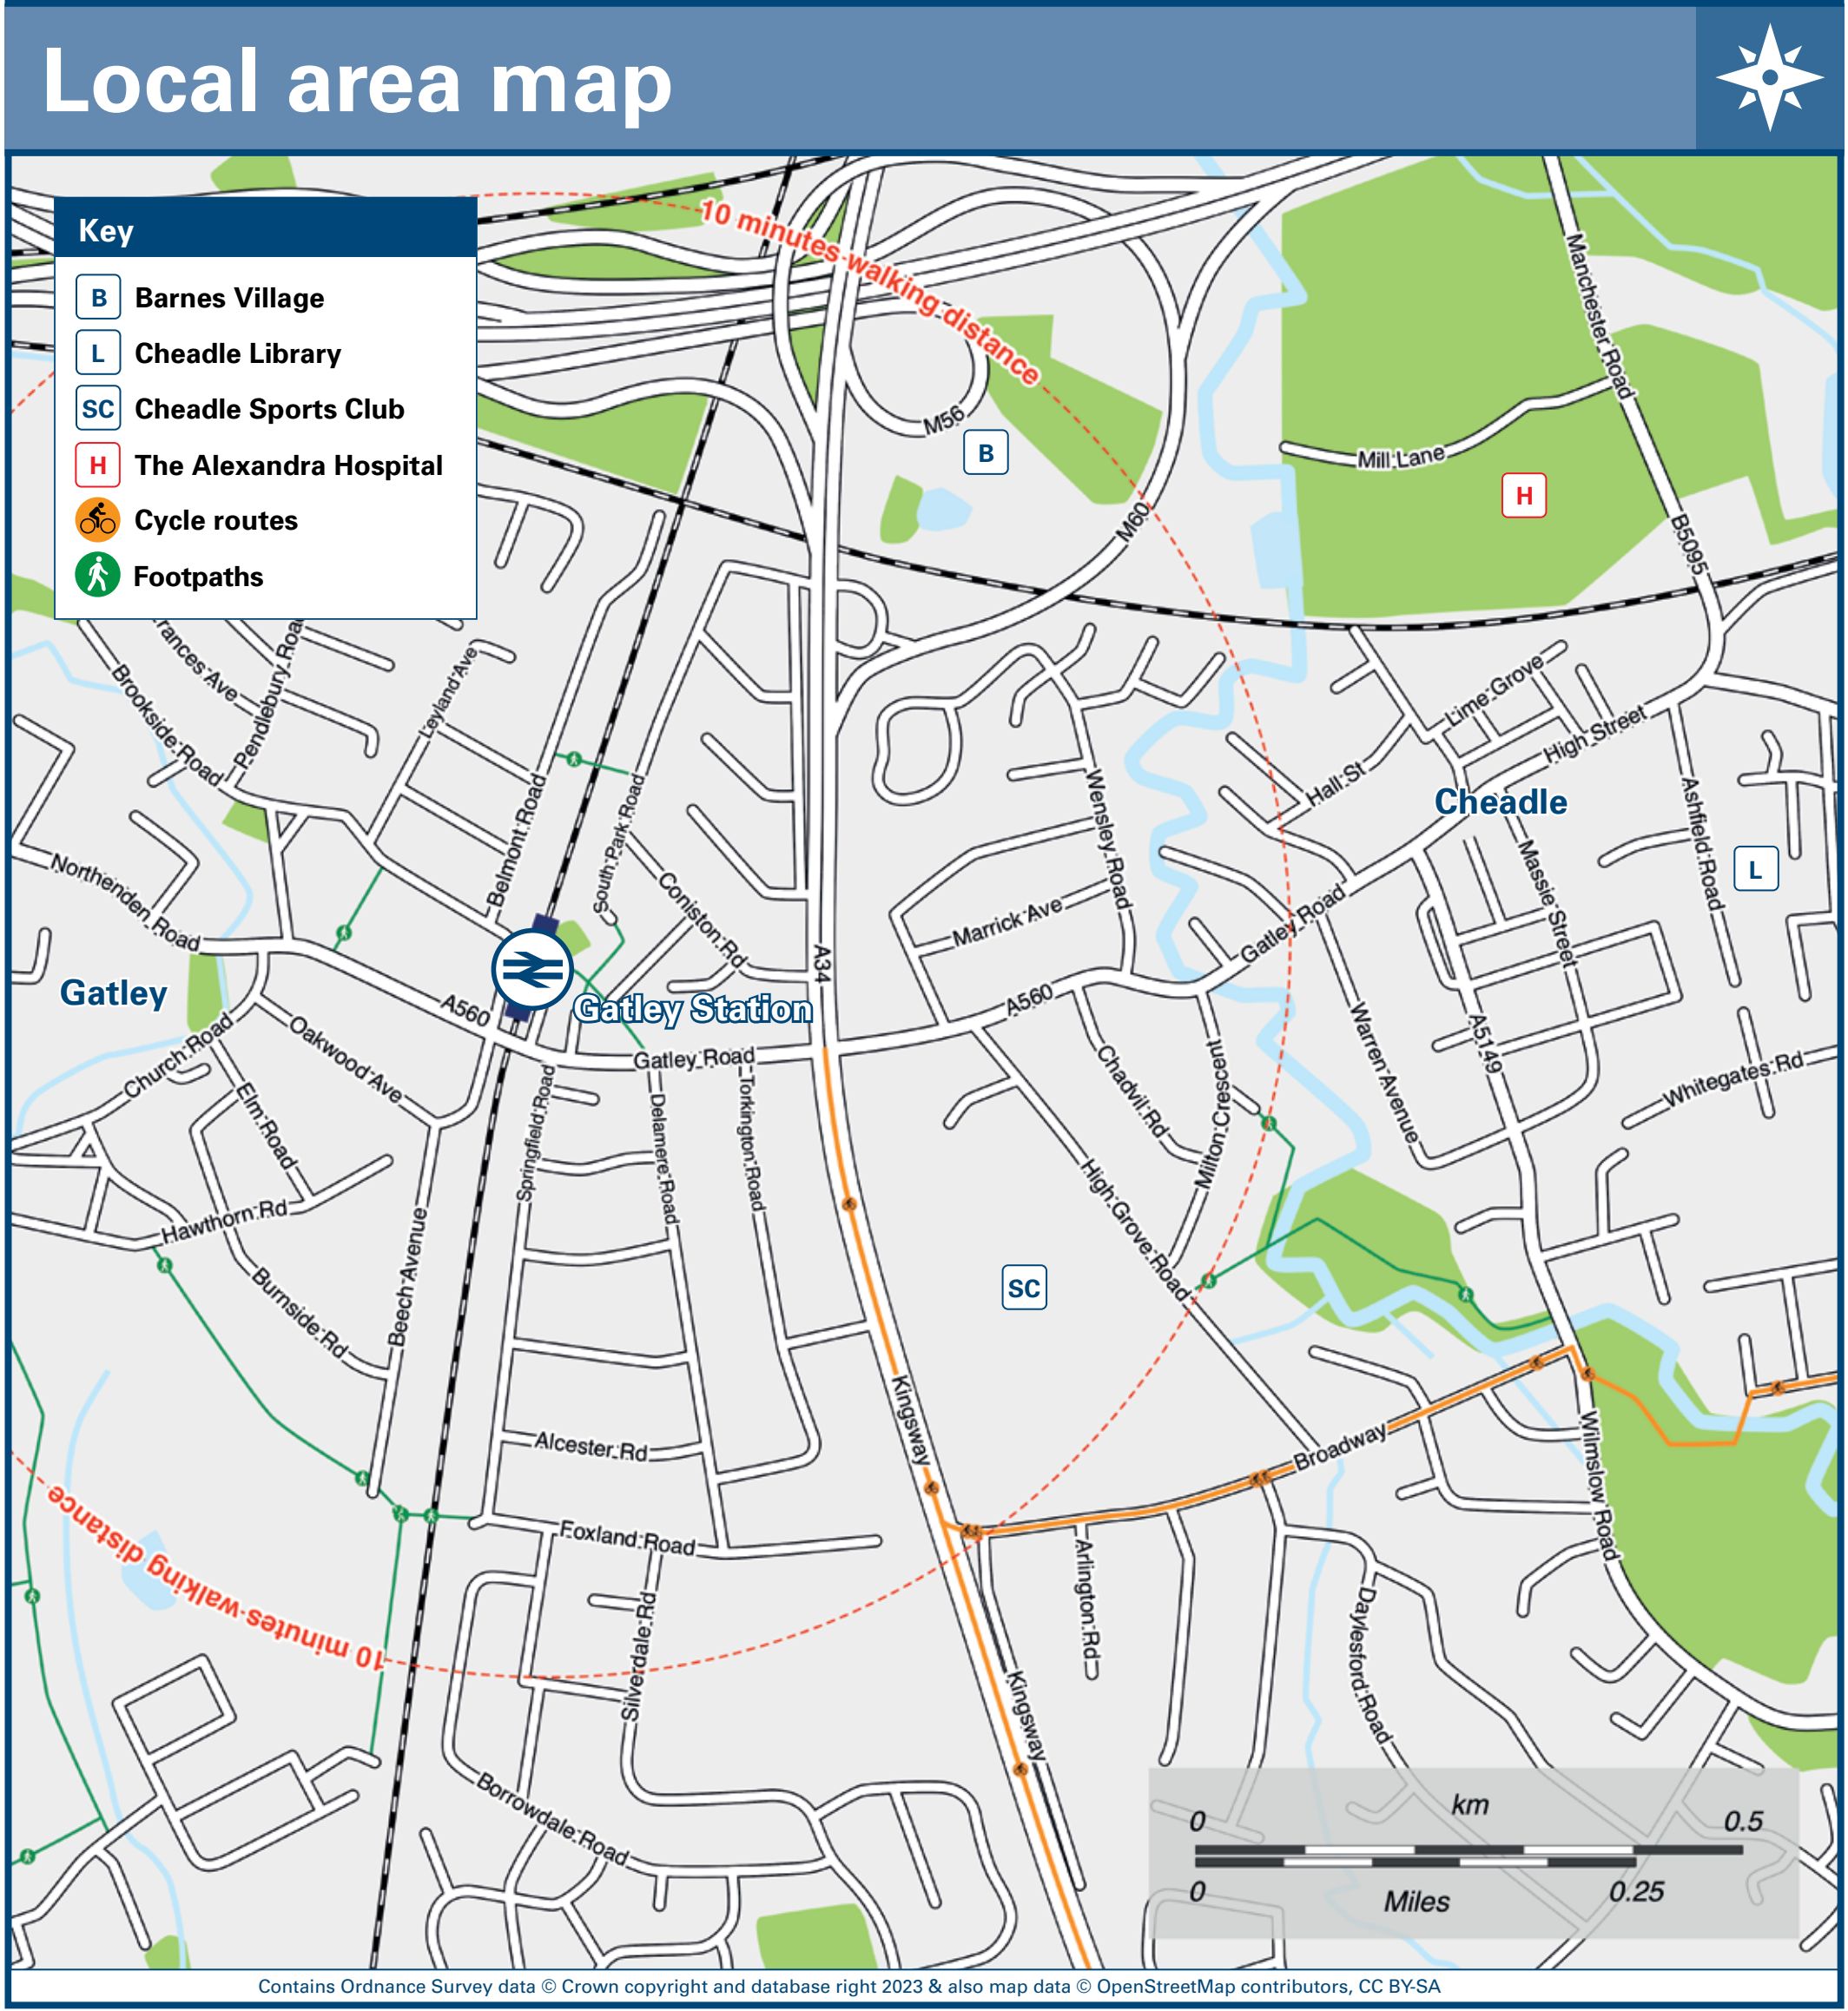 Local area map
Key
B Barnes Village
L Cheadle Library
SC Cheadle Sports Club
H The Alexandra Hospital
Cycle routes
Footpaths
10 minutes walking distance
Manchester Road
M56
B
Mill Lane
H
M60
B5095
rances Ave
Pendlebury Road
Brookside Road
Leyland Ave
Lime Grove
High Street
Hall St
Cheadle
Belmont Road
South Park Road
Wensley Road
Ashfield Road
Massie Street
L
Northenden Road
Coniston Rd
Marrick Ave
Gatley Road
A34
Gatley
A560
Gatley Station
A560
Oakwood Ave
Church Road
Gatley Road
Warren Avenue
A5149
Whitegates Rd
Elm Road
Springfield Road
Delamere Road
Torkington Road
Chadvil Rd
Milton Crescent
High Grove Road
Hawthorn Rd
Beech Avenue
Burnside Rd
SC
Kingsway
Alcester Rd
Broadway
Wilmslow Road
Foxland Road
10 minutes walking distance
Silverdale Rd
Arlington Rd
Daylesford Road
Kingsway
Borrowdale Road
km
0 0.5
0 0.25
Miles
Contains Ordnance Survey data © Crown copyright and database right 2023 & also map data © OpenStreetMap contributors, CC BY-SA